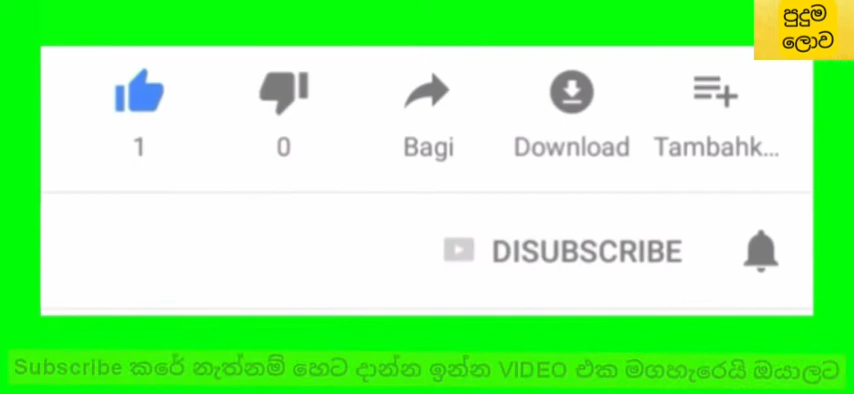 පුදුම
ලොව
1 0 Bagi Download Tambahk...
DISUBSCRIBE
Subscribe කරේ නැත්නම් හෙට දාන්න ඉන්න VIDEO එක මගහැරෙයි ඔයාලට